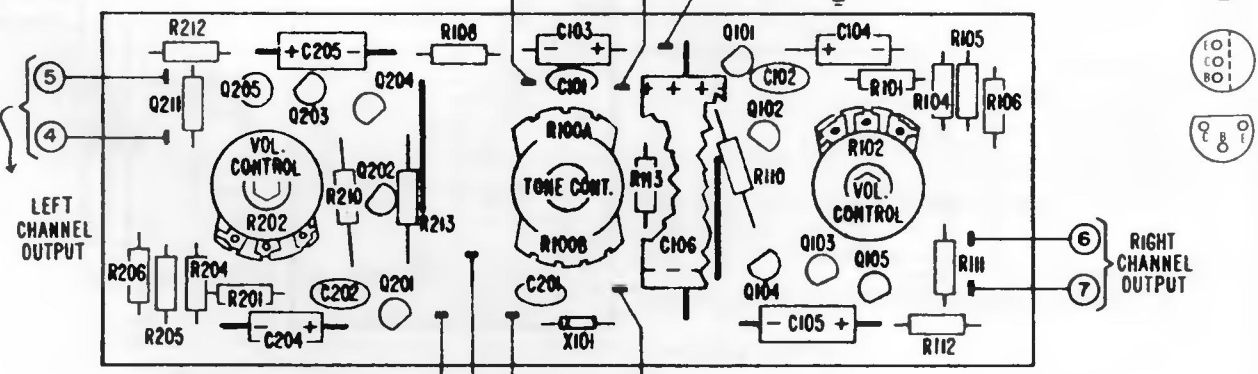 R212
C205
R108
C103
Q101
C104
R105
5
Q211
Q205
Q203
Q204
C101
C102
R101
R104
R106
4
VOL.
CONTROL
R202
R210
Q202
R213
R100A
TONE CONT.
R100B
R113
C106
Q102
R110
R102
VOL.
CONTROL
LEFT
CHANNEL
OUTPUT
R206
R205
R204
R201
C202
Q201
C204
C201
X101
Q104
Q103
Q105
C105
R111
R112
6
7
RIGHT
CHANNEL
OUTPUT
E
C
B
C B E